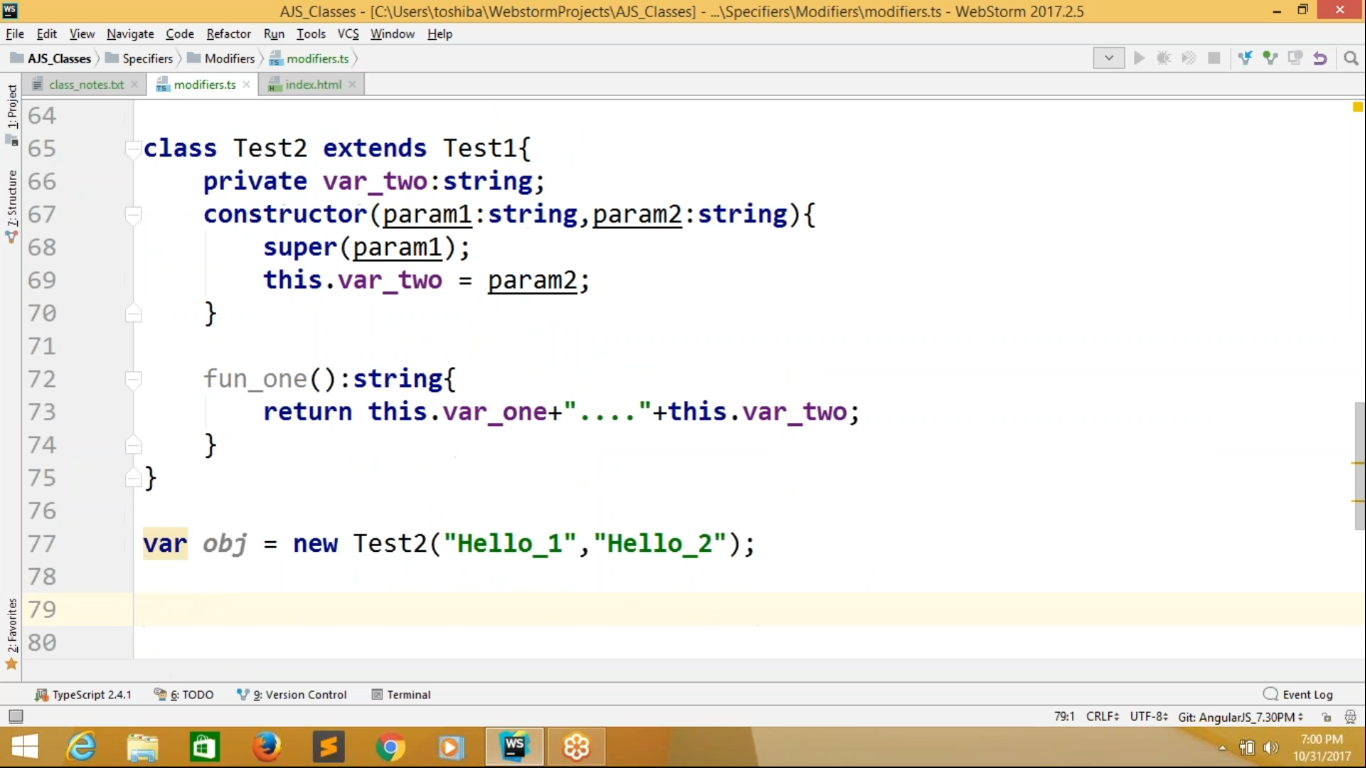 AJS_Classes - [C:\Users\toshiba\WebstormProjects\AJS_Classes] - ...\Specifiers\Modifiers\modifiers.ts - WebStorm 2017.2.5
File Edit View Navigate Code Refactor Run Tools VCS Window Help
AJS_Classes Specifiers Modifiers modifiers.ts
class_notes.txt modifiers.ts index.html
1: Project
7: Structure
2: Favorites
64
65 class Test2 extends Test1{
66 private var_two:string;
67 constructor(param1:string,param2:string){
68 super(param1);
69 this.var_two = param2;
70 }
71
72 fun_one():string{
73 return this.var_one+"...."+this.var_two;
74 }
75 }
76
77 var obj = new Test2("Hello_1","Hello_2");
78
79
80
TypeScript 2.4.1 6: TODO 9: Version Control Terminal Event Log
79:1 CRLF UTF-8 Git: AngularJS_7.30PM
7:00 PM
10/31/2017